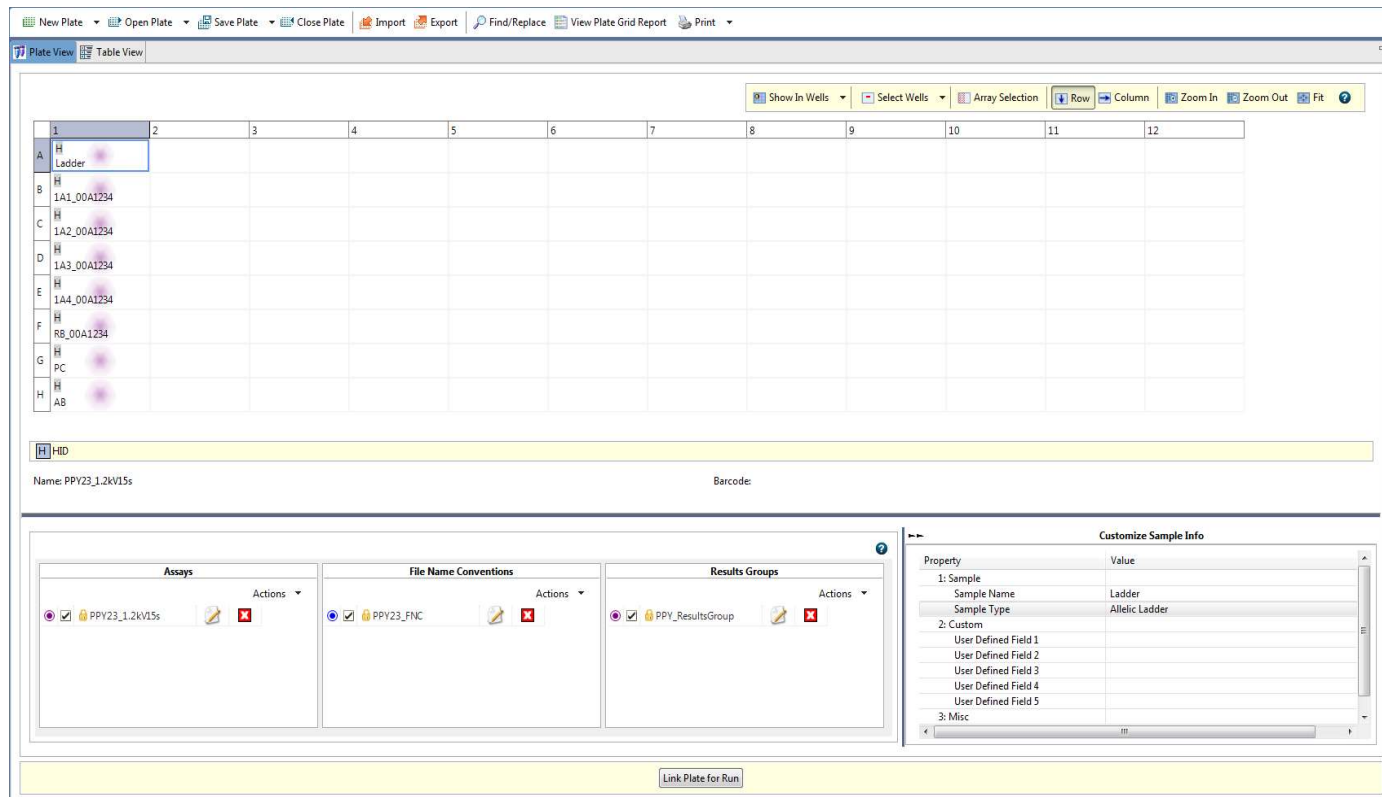 New Plate Open Plate Save Plate Close Plate Import Export Find/Replace View Plate Grid Report Print
Plate View Table View
Show In Wells Select Wells Array Selection Row Column Zoom In Zoom Out Fit ?
1 2 3 4 5 6 7 8 9 10 11 12
A H
Ladder
B H
1A1_00A1234
C H
1A2_00A1234
D H
1A3_00A1234
E H
1A4_00A1234
F H
RB_00A1234
G H
PC
H H
AB
H HID
Name: PPY23_1.2kV15s Barcode:
?
Assays File Name Conventions Results Groups
Actions Actions Actions
PPY23_1.2kV15s PPY23_FNC PPY_ResultsGroup
Customize Sample Info
Property Value
1: Sample
Sample Name Ladder
Sample Type Allelic Ladder
2: Custom
User Defined Field 1
User Defined Field 2
User Defined Field 3
User Defined Field 4
User Defined Field 5
3: Misc
Link Plate for Run